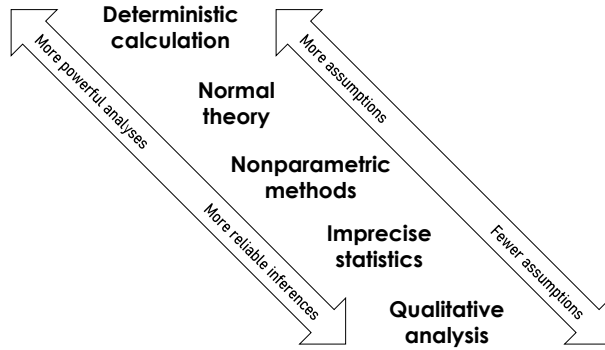 Deterministic
calculation
More powerful analyses
More assumptions
Normal
theory
Nonparametric
methods
More reliable inferences
Imprecise
statistics
Fewer assumptions
Qualitative
analysis